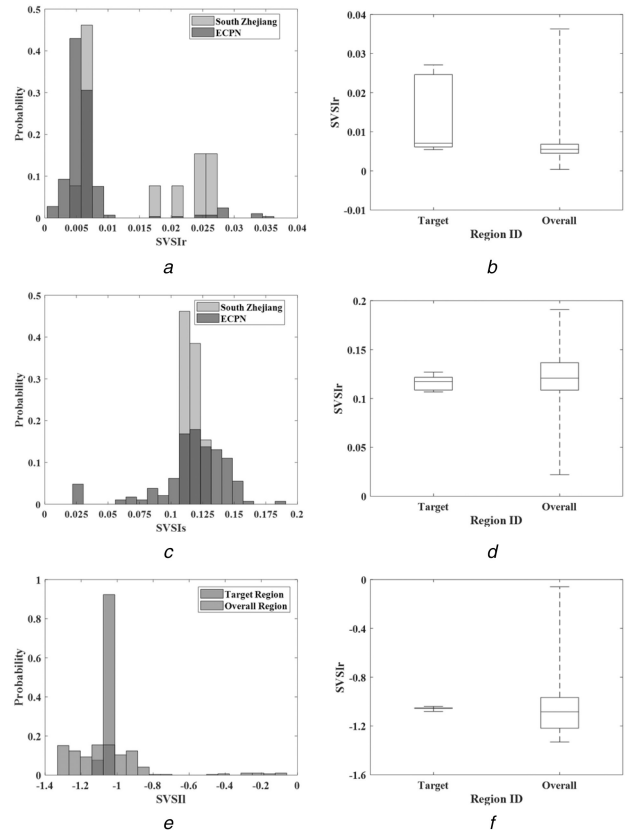 0.5
0.4
0.3
0.2
0.1
0
Probability
South Zhejiang
ECPN
0 0.005 0.01 0.015 0.02 0.025 0.03 0.035 0.04
SVSIr
a
0.04
0.03
0.02
0.01
0
-0.01
SVSIr
Target Overall
Region ID
b
0.5
0.4
0.3
0.2
0.1
0
Probability
South Zhejiang
ECPN
0 0.025 0.05 0.075 0.1 0.125 0.15 0.175 0.2
SVSIs
c
0.2
0.15
0.1
0.05
0
SVSIr
Target Overall
Region ID
d
1
0.8
0.6
0.4
0.2
0
Probability
Target Region
Overall Region
-1.4 -1.2 -1 -0.8 -0.6 -0.4 -0.2 0
SVSIl
e
0
-0.4
-0.8
-1.2
-1.6
SVSIr
Target Overall
Region ID
f